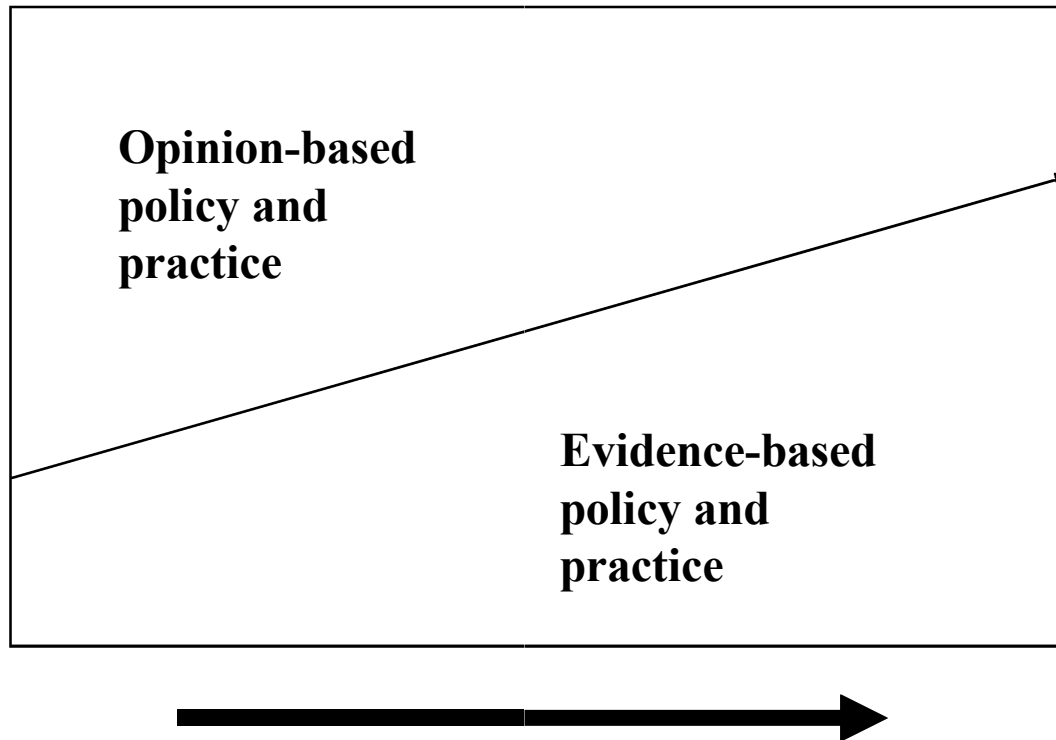 Opinion-based
policy and
practice
Evidence-based
policy and
practice